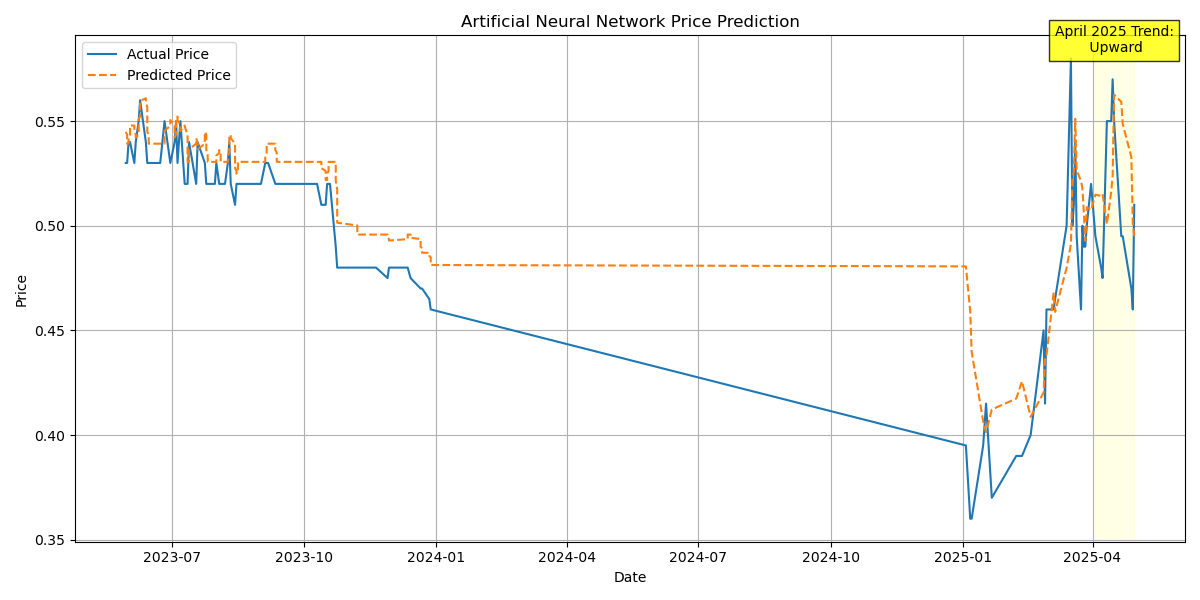 Artificial Neural Network Price Prediction
April 2025 Trend:
Upward
Actual Price
Predicted Price
Price
0.55
0.50
0.45
0.40
0.35
2023-07
2023-10
2024-01
2024-04
2024-07
2024-10
2025-01
2025-04
Date